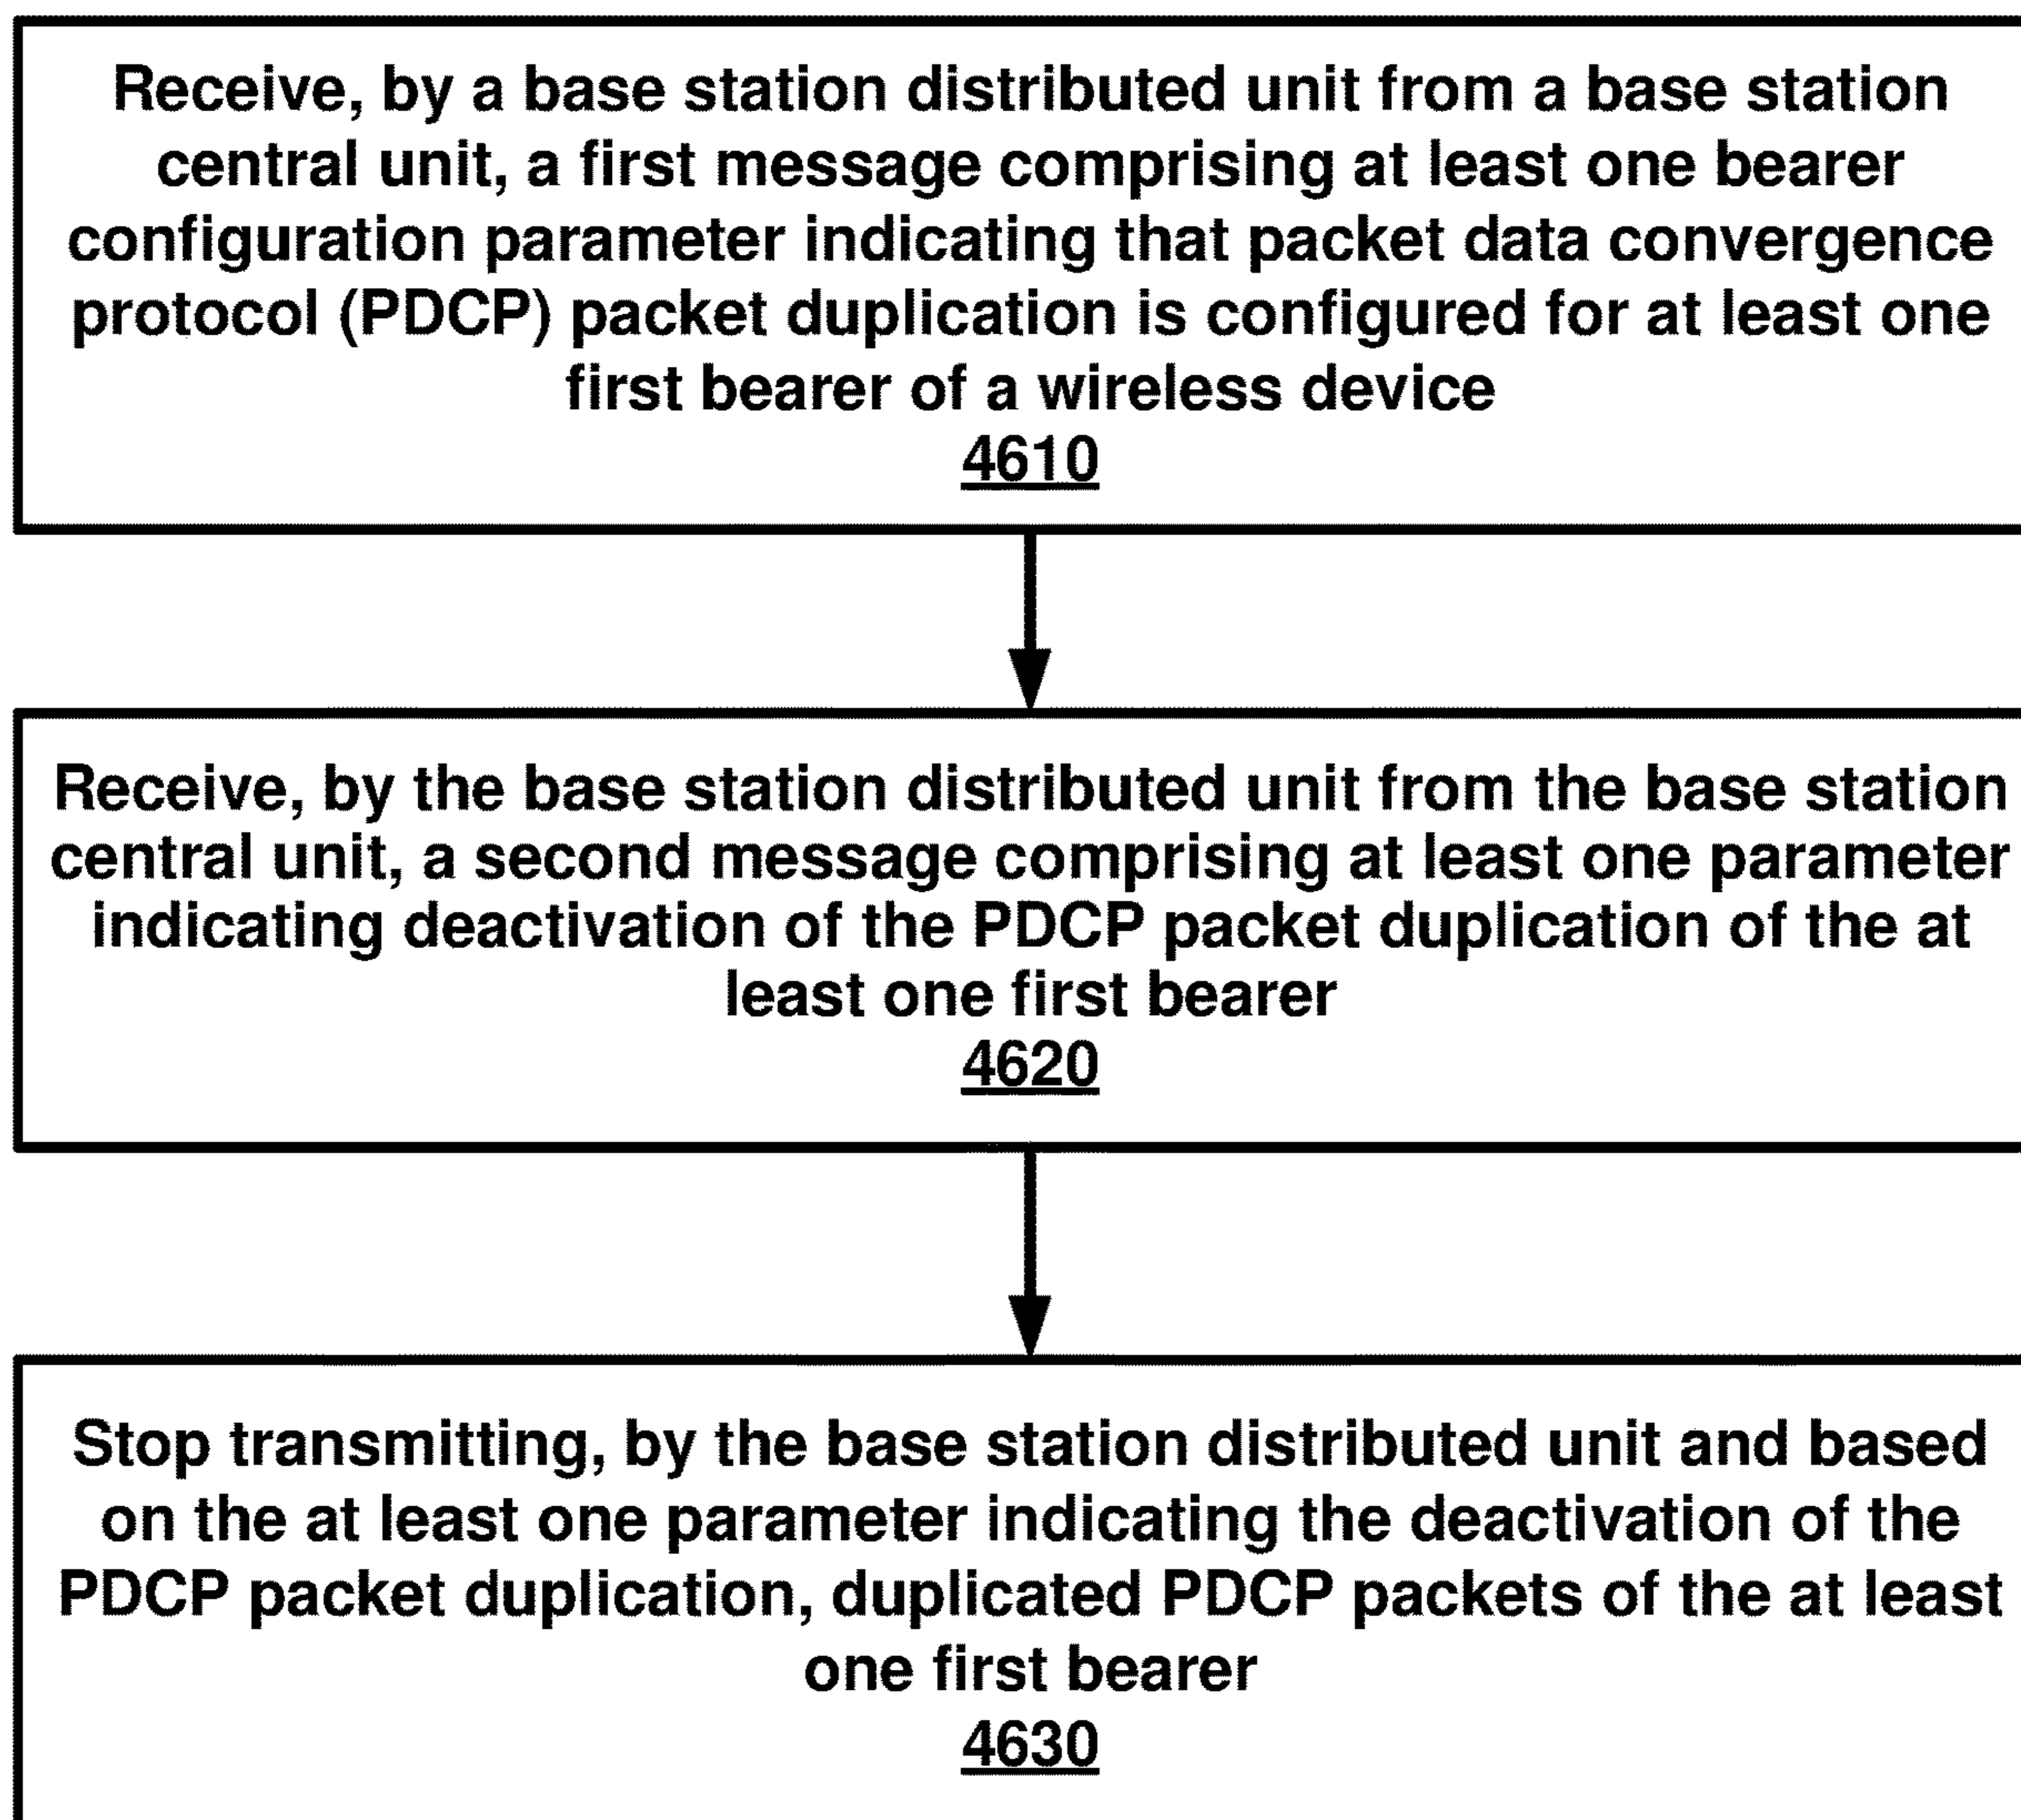 Receive, by a base station distributed unit from a base station
central unit, a first message comprising at least one bearer
configuration parameter indicating that packet data convergence
protocol (PDCP) packet duplication is configured for at least one
first bearer of a wireless device
4610
Receive, by the base station distributed unit from the base station
central unit, a second message comprising at least one parameter
indicating deactivation of the PDCP packet duplication of the at
least one first bearer
4620
Stop transmitting, by the base station distributed unit and based
on the at least one parameter indicating the deactivation of the
PDCP packet duplication, duplicated PDCP packets of the at least
one first bearer
4630